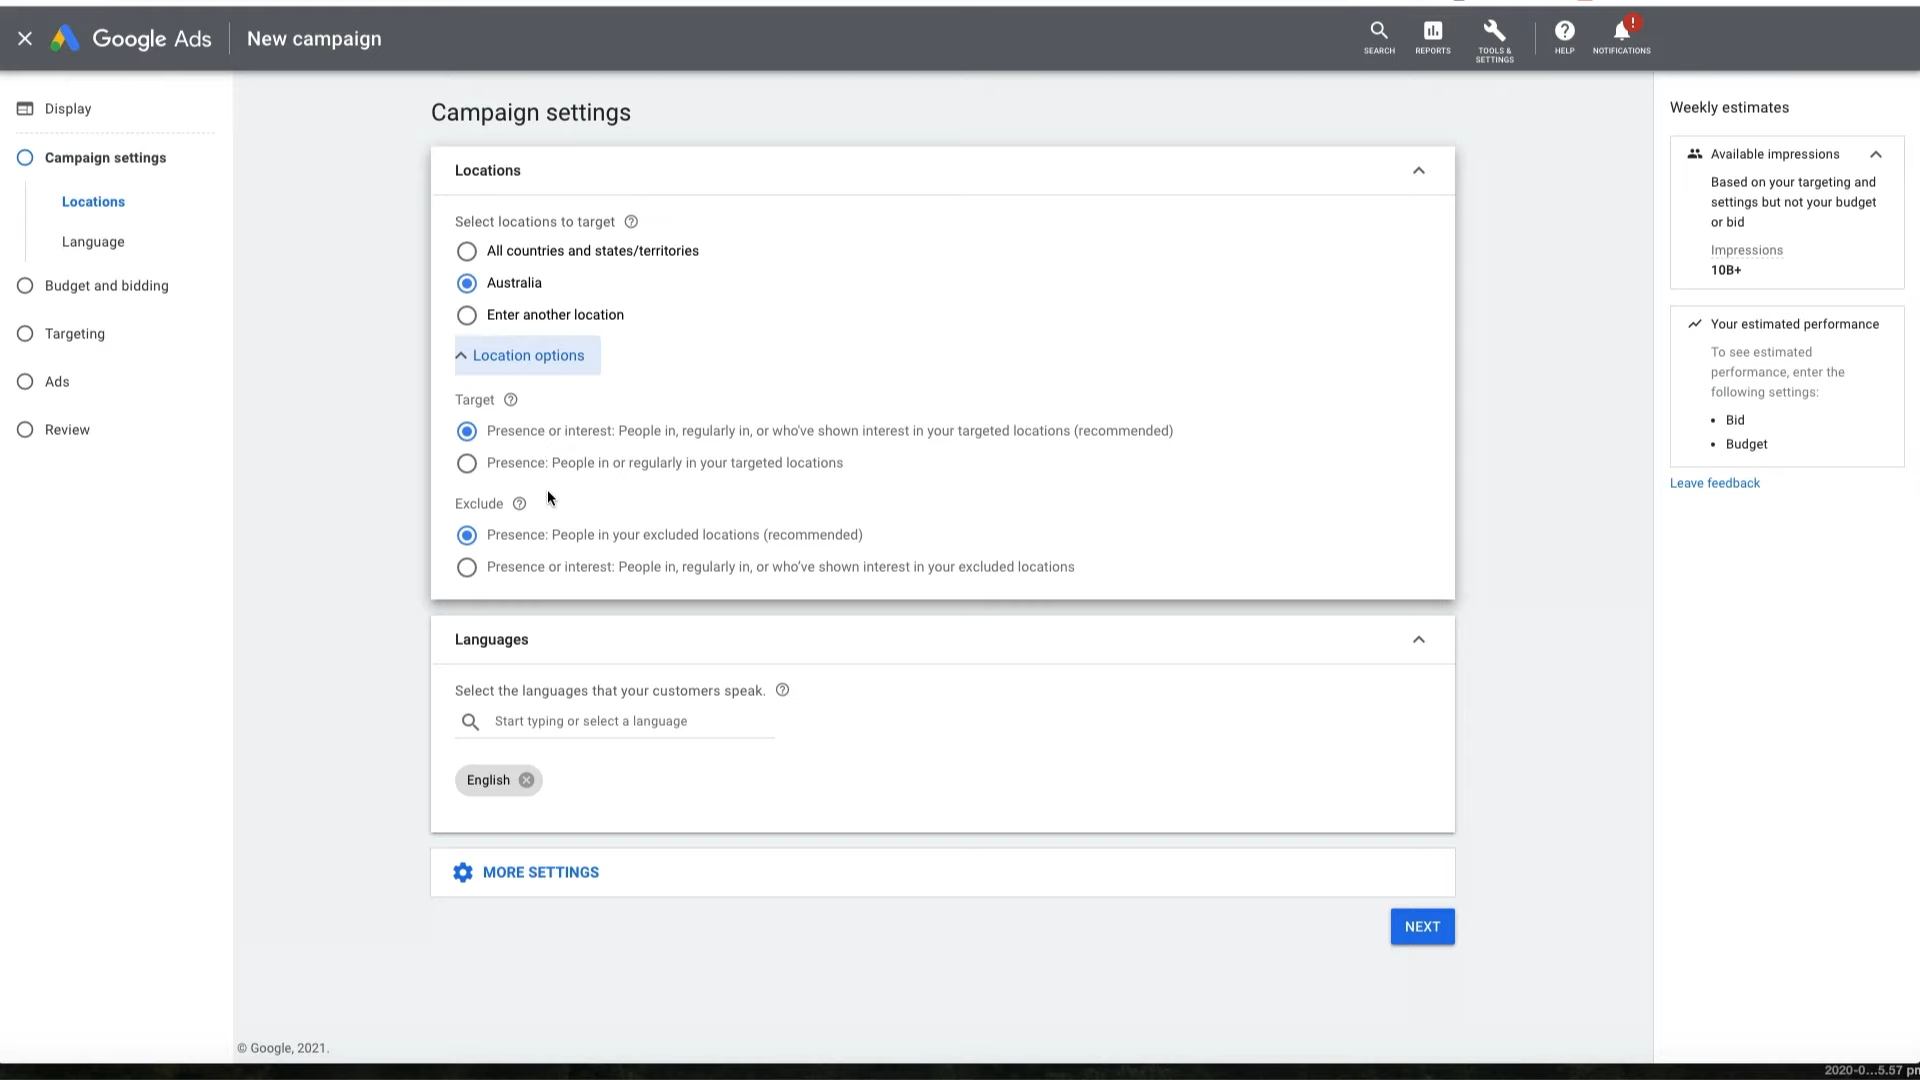 Google Ads
New campaign
SEARCH
REPORTS
TOOLS &
SETTINGS
HELP
!
NOTIFICATIONS
Display
Campaign settings
Locations
Language
Budget and bidding
Targeting
Ads
Review
Campaign settings
Locations
Select locations to target
All countries and states/territories
Australia
Enter another location
Location options
Target
Presence or interest: People in, regularly in, or who've shown interest in your targeted locations (recommended)
Presence: People in or regularly in your targeted locations
Exclude
Presence: People in your excluded locations (recommended)
Presence or interest: People in, regularly in, or who've shown interest in your excluded locations
Languages
Select the languages that your customers speak.
Start typing or select a language
English
MORE SETTINGS
NEXT
© Google, 2021.
Weekly estimates
Available impressions
Based on your targeting and
settings but not your budget
or bid
Impressions
10B+
Your estimated performance
To see estimated
performance, enter the
following settings:
• Bid
• Budget
Leave feedback
2020-0...5.57 pm